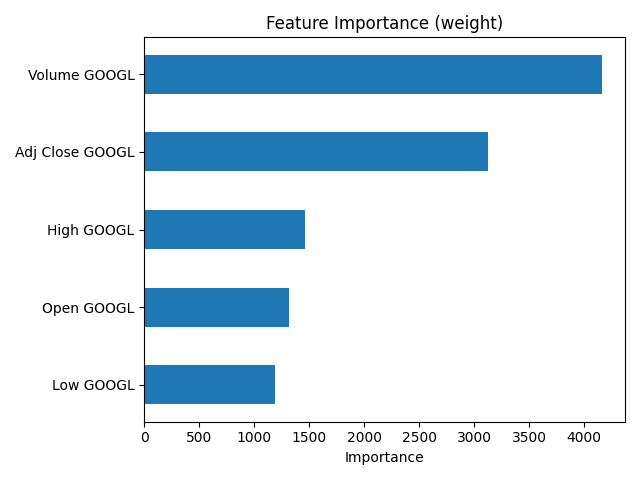 Feature Importance (weight)
Volume GOOGL
Adj Close GOOGL
High GOOGL
Open GOOGL
Low GOOGL
0 500 1000 1500 2000 2500 3000 3500 4000
Importance